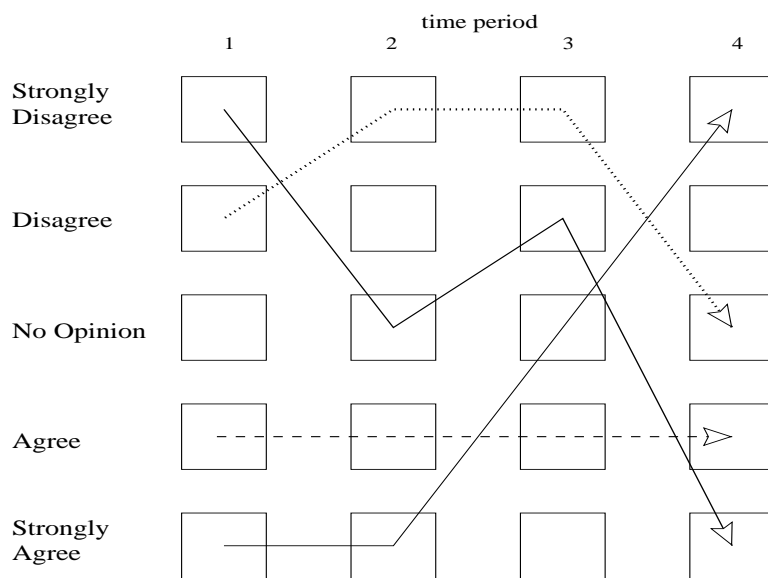 time period
1 2 3 4
Strongly
Disagree
Disagree
No Opinion
Agree
Strongly
Agree